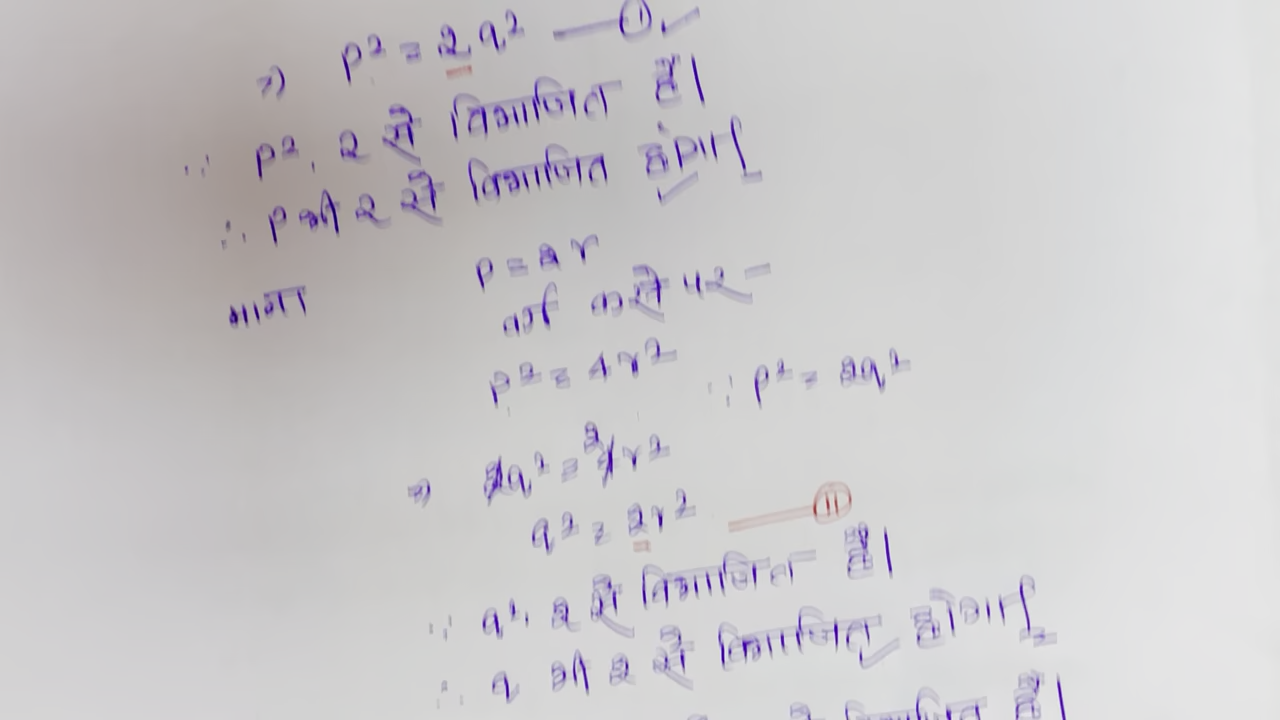 ⇒ p² = 2q² — (I) ✓
∵ p², 2 से विभाजित है।
∴ p भी 2 से विभाजित होगा।
माना p = 2r
वर्ग करने पर –
p² = 4r² ∵ p² = 2q²
⇒ 2q² = 4r² 2
q² = 2r² — (II)
∵ q², 2 से विभाजित है।
∴ q भी 2 से विभाजित होगा।
है।